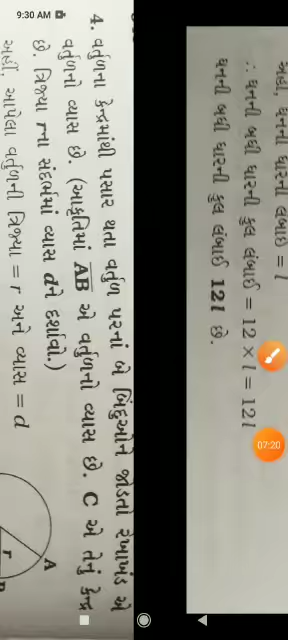 9:30 AM
અહીં, ઘનની ધારની લંબાઈ = l
∴ ઘનની બધી ધારની કુલ લંબાઈ = 12 × l = 12l
ઘનની બધી ધારની કુલ લંબાઈ 12l છે.
07:20
4. વર્તુળના કેન્દ્રમાંથી પસાર થતા વર્તુળ પરનાં બે બિંદુઓને જોડતો રેખાખંડ એ
વર્તુળનો વ્યાસ છે. (આકૃતિમાં AB એ વર્તુળનો વ્યાસ છે. C એ તેનું કેન્દ્ર
છે. ત્રિજ્યા rના સંદર્ભમાં વ્યાસ dને દર્શાવો.)
અહીં, આપેલા વર્તુળની ત્રિજ્યા = r અને વ્યાસ = d
A
r